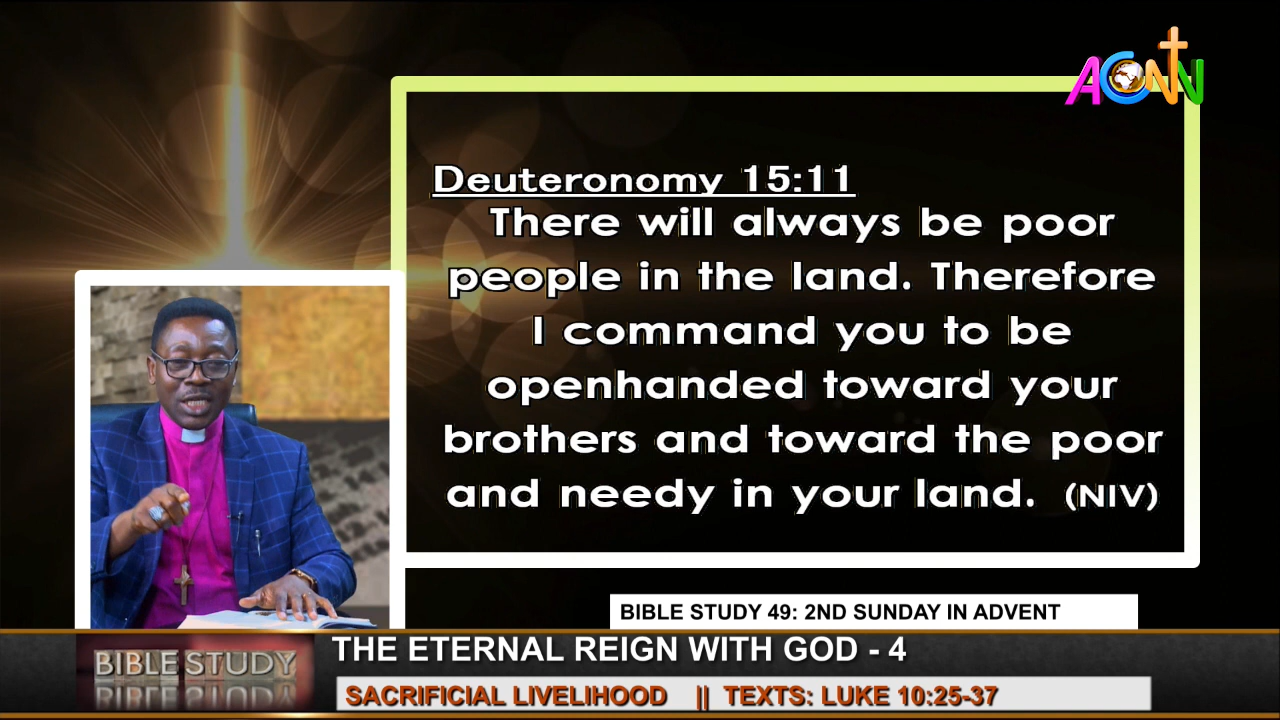 ACNN
Deuteronomy 15:11
There will always be poor
people in the land. Therefore
I command you to be
openhanded toward your
brothers and toward the poor
and needy in your land. (NIV)
BIBLE STUDY 49: 2ND SUNDAY IN ADVENT
BIBLE STUDY
THE ETERNAL REIGN WITH GOD - 4
SACRIFICIAL LIVELIHOOD || TEXTS: LUKE 10:25-37